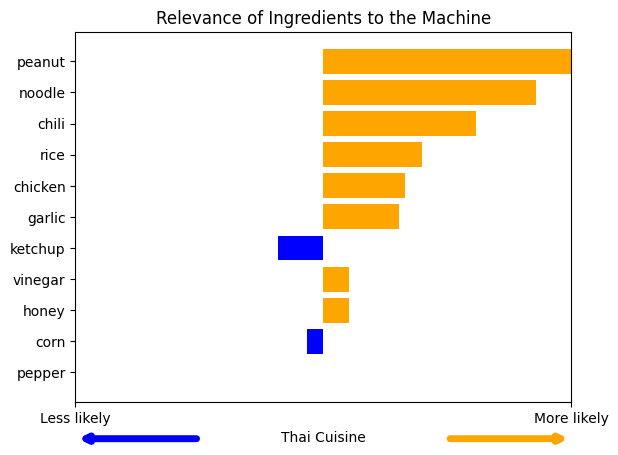 Relevance of Ingredients to the Machine
peanut
noodle
chili
rice
chicken
garlic
ketchup
vinegar
honey
corn
pepper
Less likely
More likely
Thai Cuisine